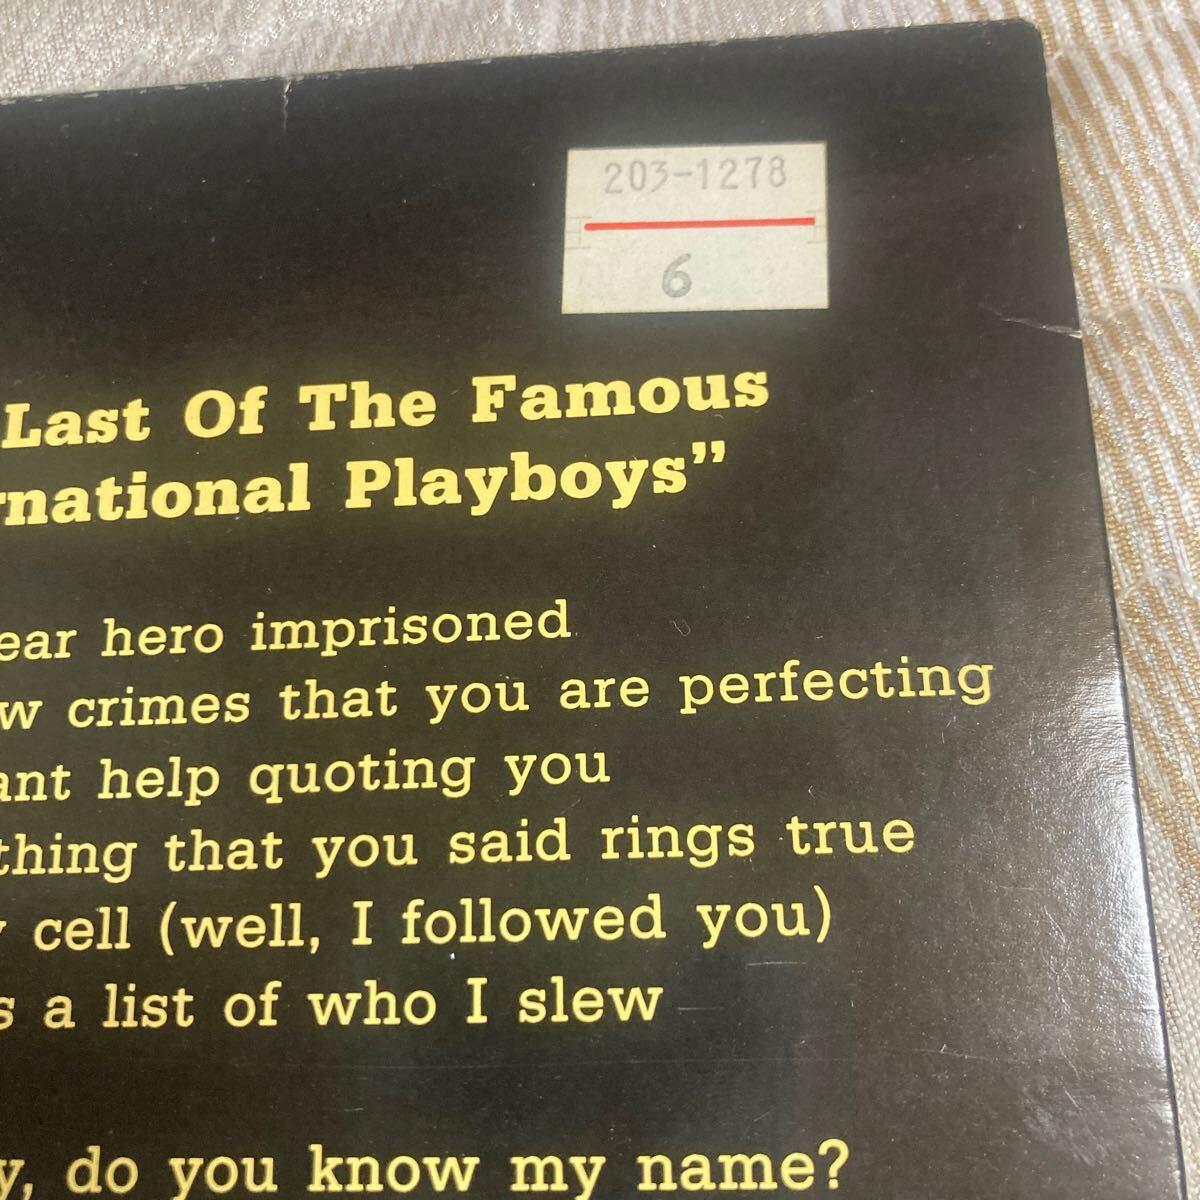 203-1278
6
Last Of The Famous
rnational Playboys”
ear hero imprisoned
w crimes that you are perfecting
ant help quoting you
thing that you said rings true
y cell (well, I followed you)
s a list of who I slew
y, do you know my name?